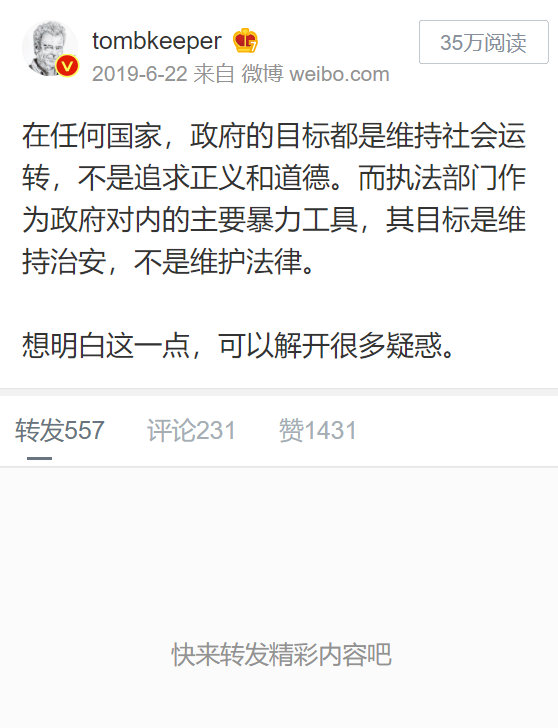 tombkeeper
35万阅读
2019-6-22 来自 微博 weibo.com
在任何国家，政府的目标都是维持社会运
转，不是追求正义和道德。而执法部门作
为政府对内的主要暴力工具，其目标是维
持治安，不是维护法律。
想明白这一点，可以解开很多疑惑。
转发557 评论231 赞1431
快来转发精彩内容吧